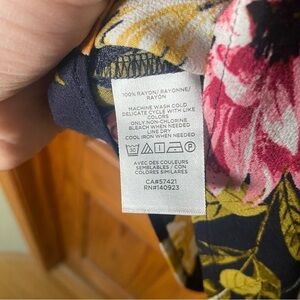 100% RAYON/ RAYONNE/
RAYON
MACHINE WASH COLD
DELICATE CYCLE WITH LIKE
COLORS
ONLY NON-CHLORINE
BLEACH WHEN NEEDED
LINE DRY
COOL IRON WHEN NEEDED
30
AVEC DES COULEURS
SEMBLABLES / CON
COLORES SIMILARES
CA#57421
RN#140923